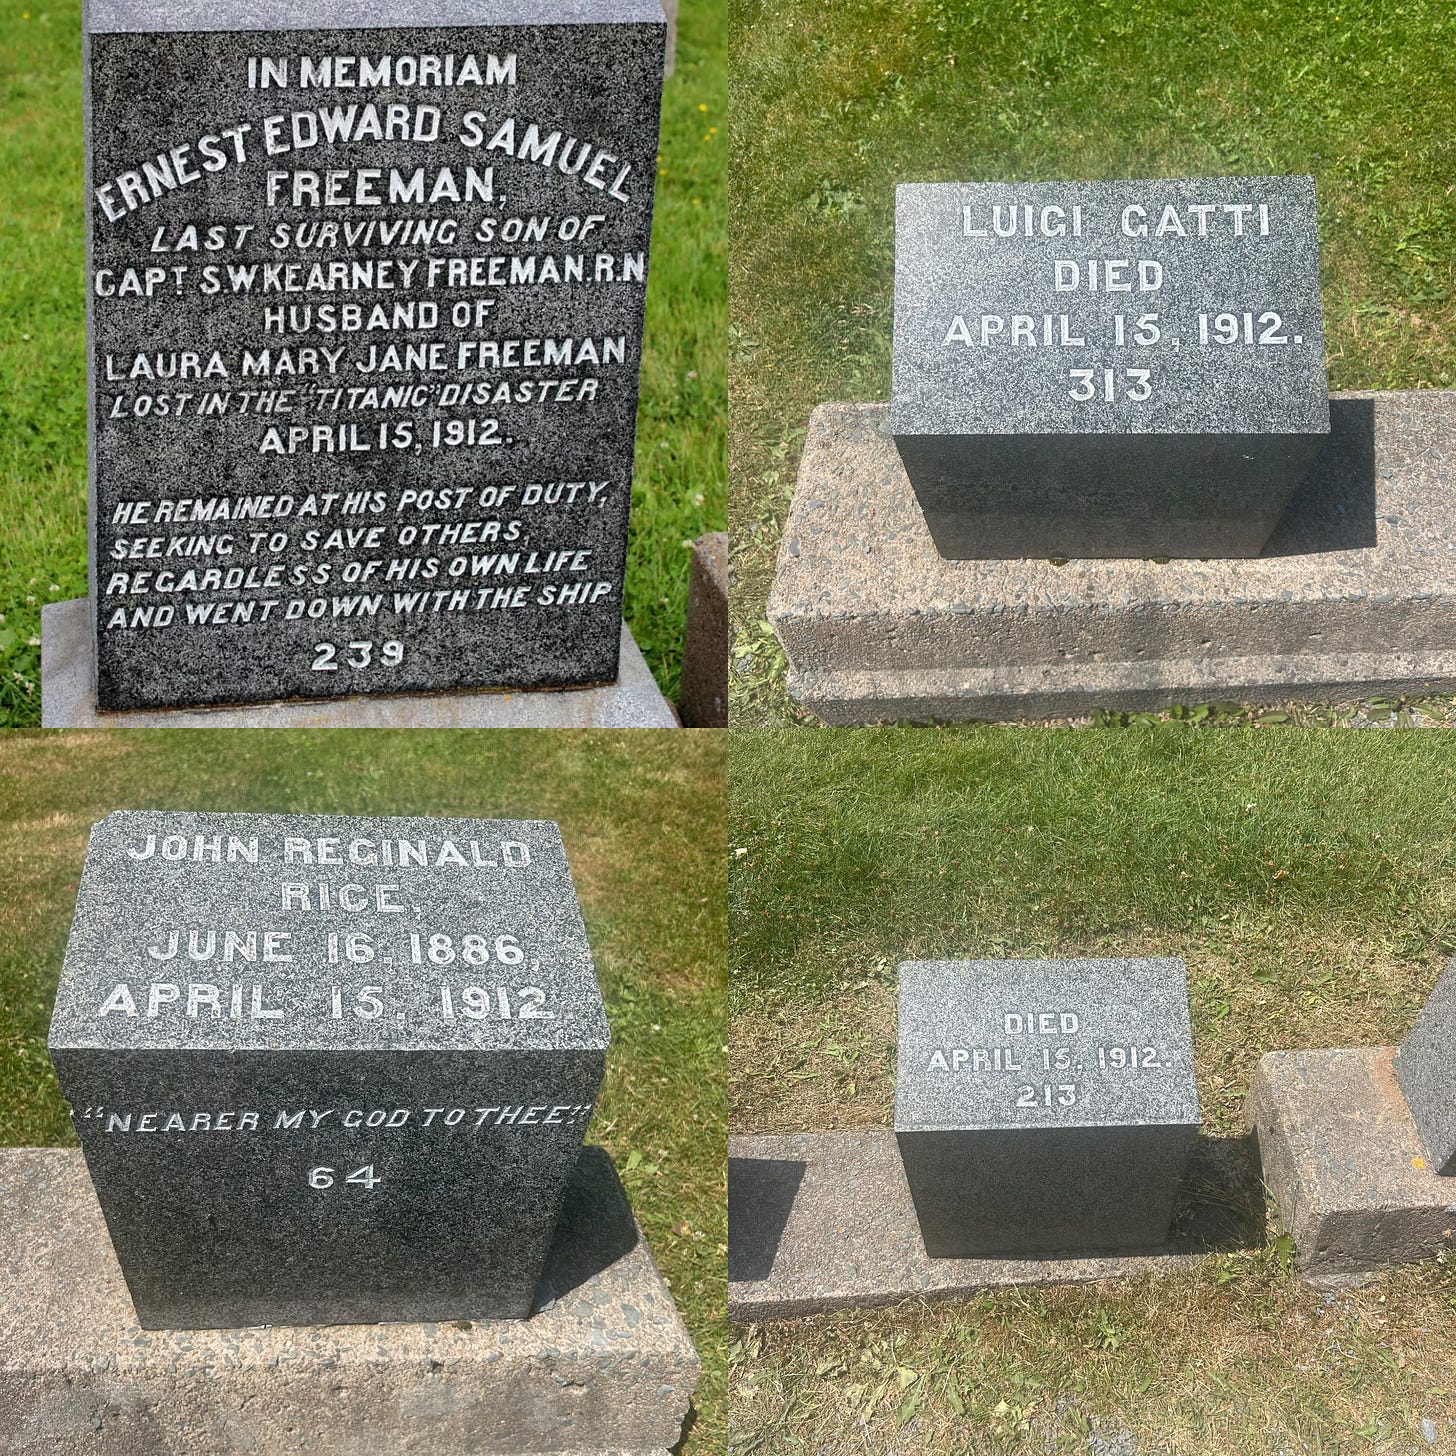 IN MEMORIAM
ERNEST EDWARD SAMUEL
FREEMAN,
LAST SURVIVING SON OF
CAPT SWKEARNEY FREEMAN.R.N
HUSBAND OF
LAURA MARY JANE FREEMAN
LOST IN THE "TITANIC" DISASTER
APRIL 15, 1912.
HE REMAINED AT HIS POST OF DUTY,
SEEKING TO SAVE OTHERS,
REGARDLESS OF HIS OWN LIFE
AND WENT DOWN WITH THE SHIP
239
LUIGI GATTI
DIED
APRIL 15, 1912.
313
JOHN REGINALD
RICE,
JUNE 16, 1886,
APRIL 15, 1912
"NEARER MY GOD TO THEE"
64
DIED
APRIL 15, 1912.
213